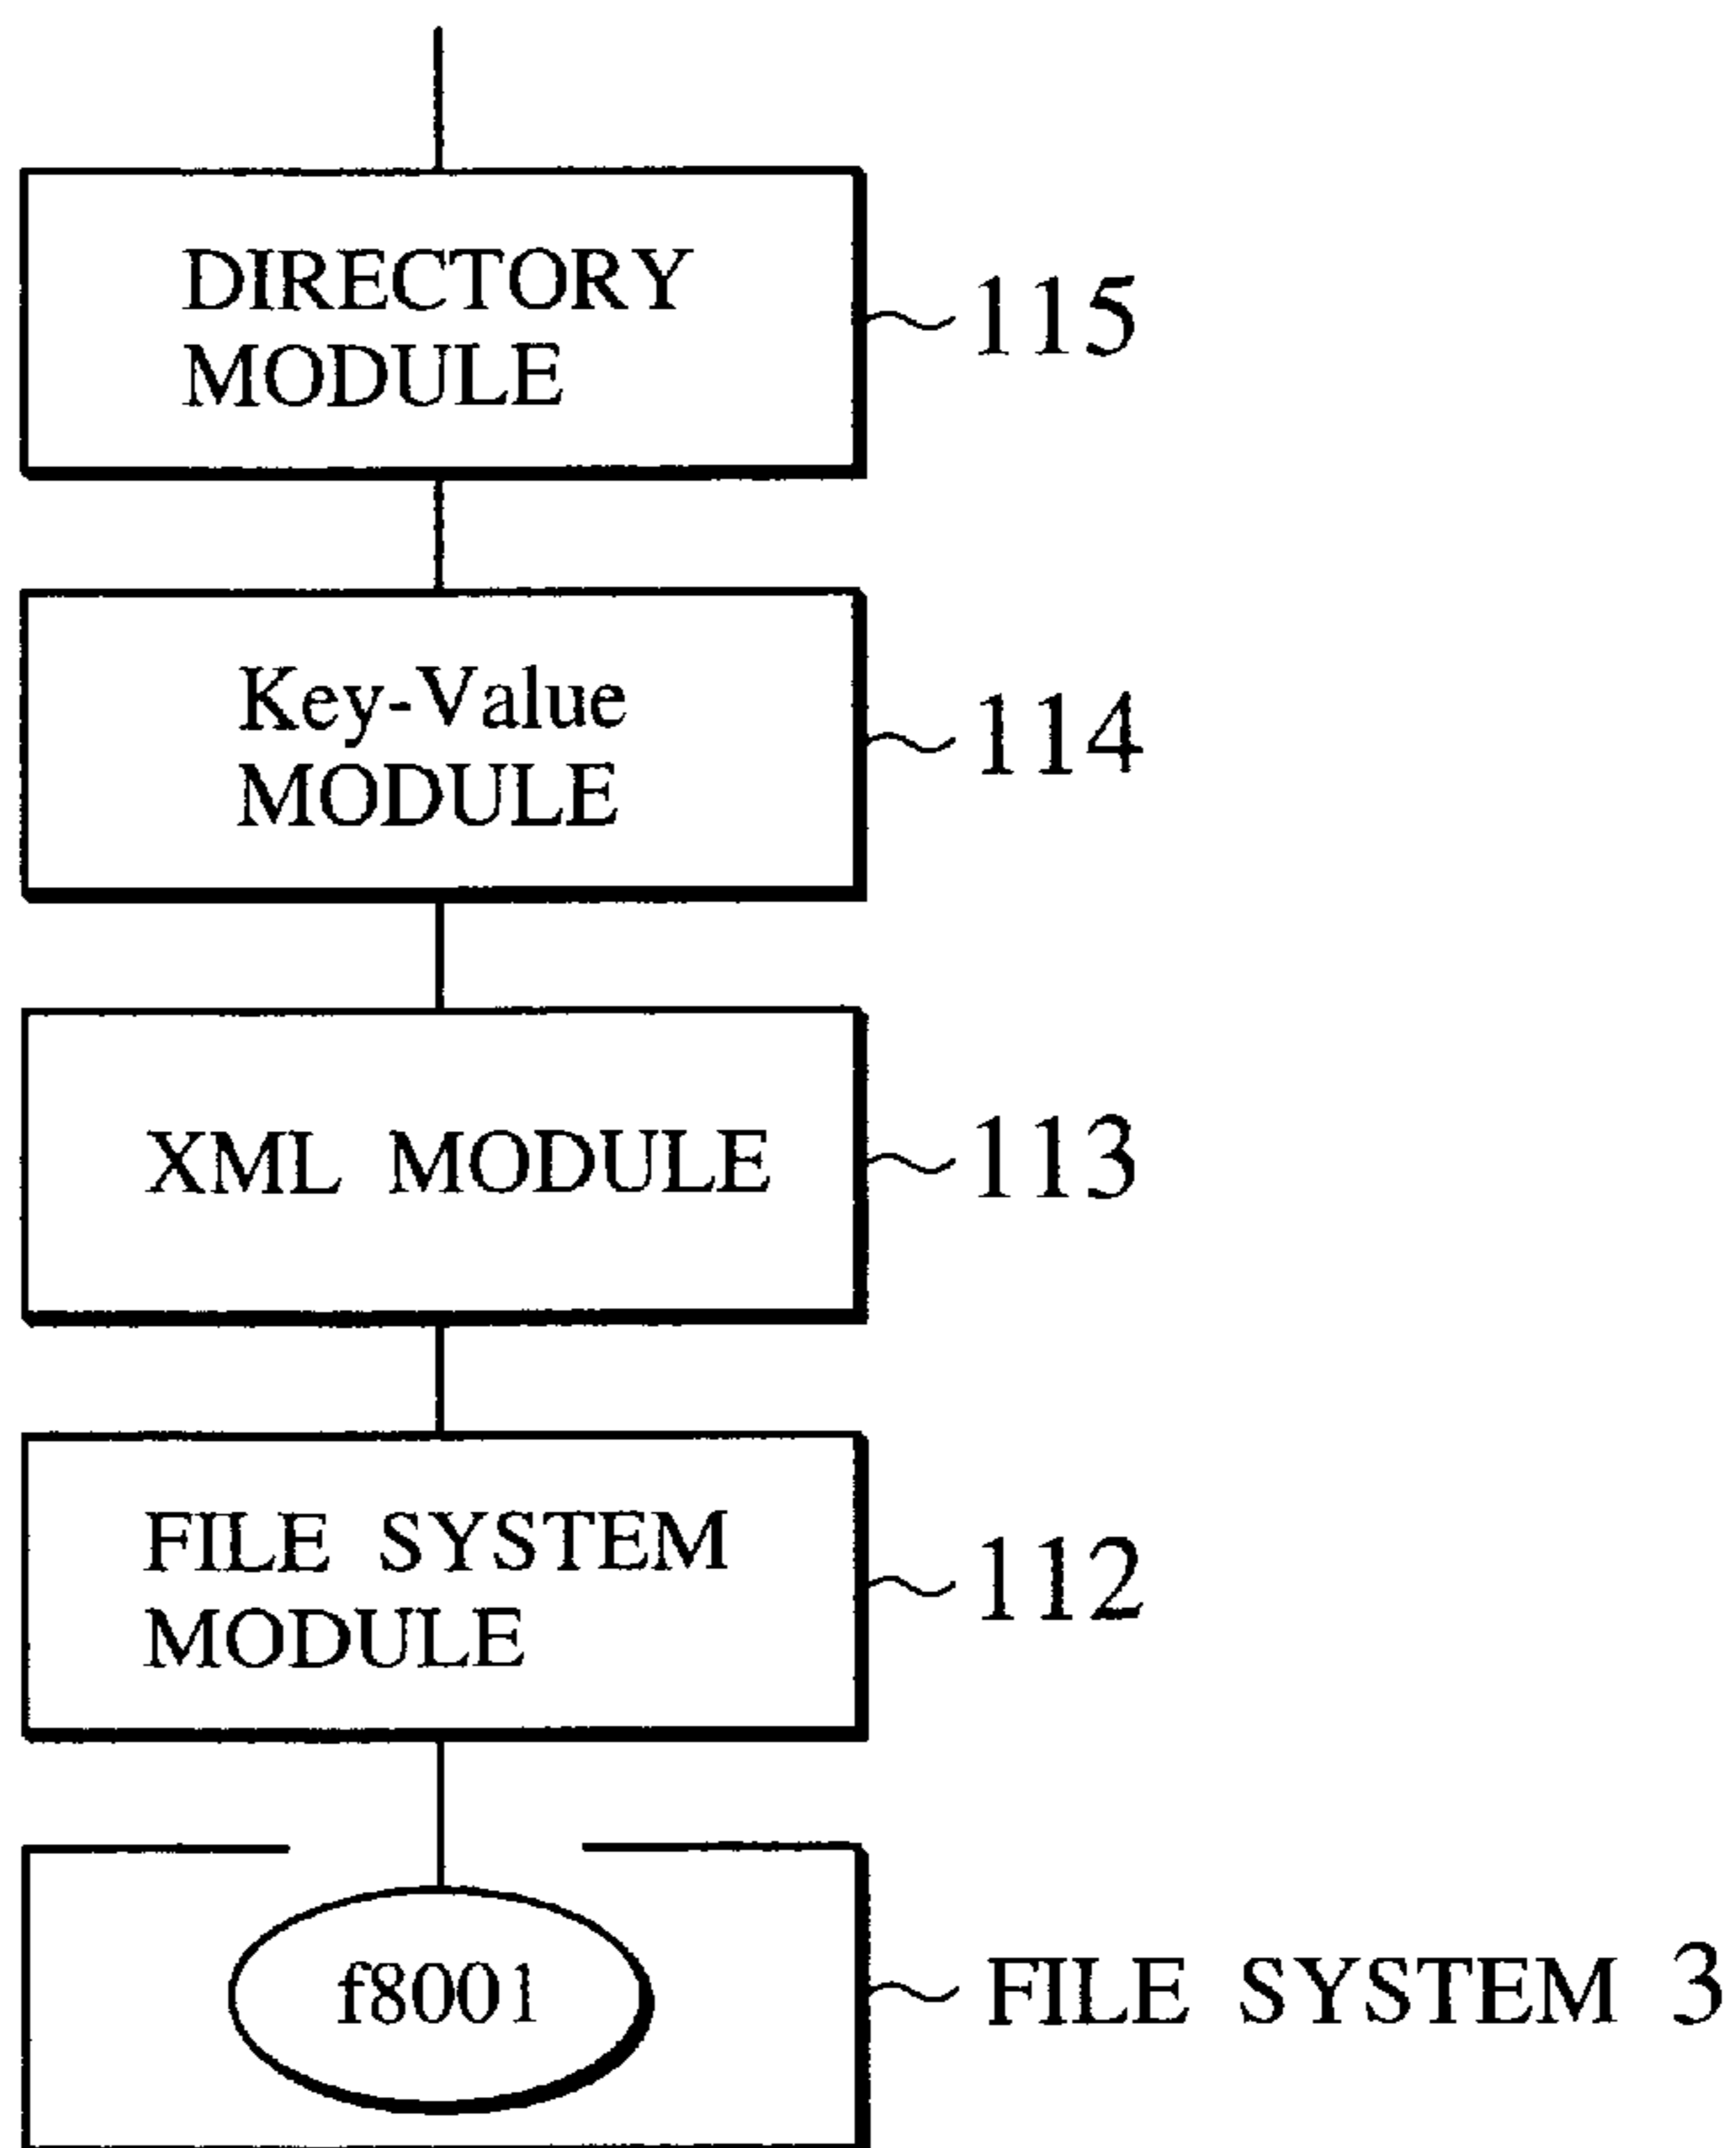 DIRECTORY
MODULE
115
Key-Value
MODULE
114
XML MODULE
113
FILE SYSTEM
MODULE
112
f8001
FILE SYSTEM 3